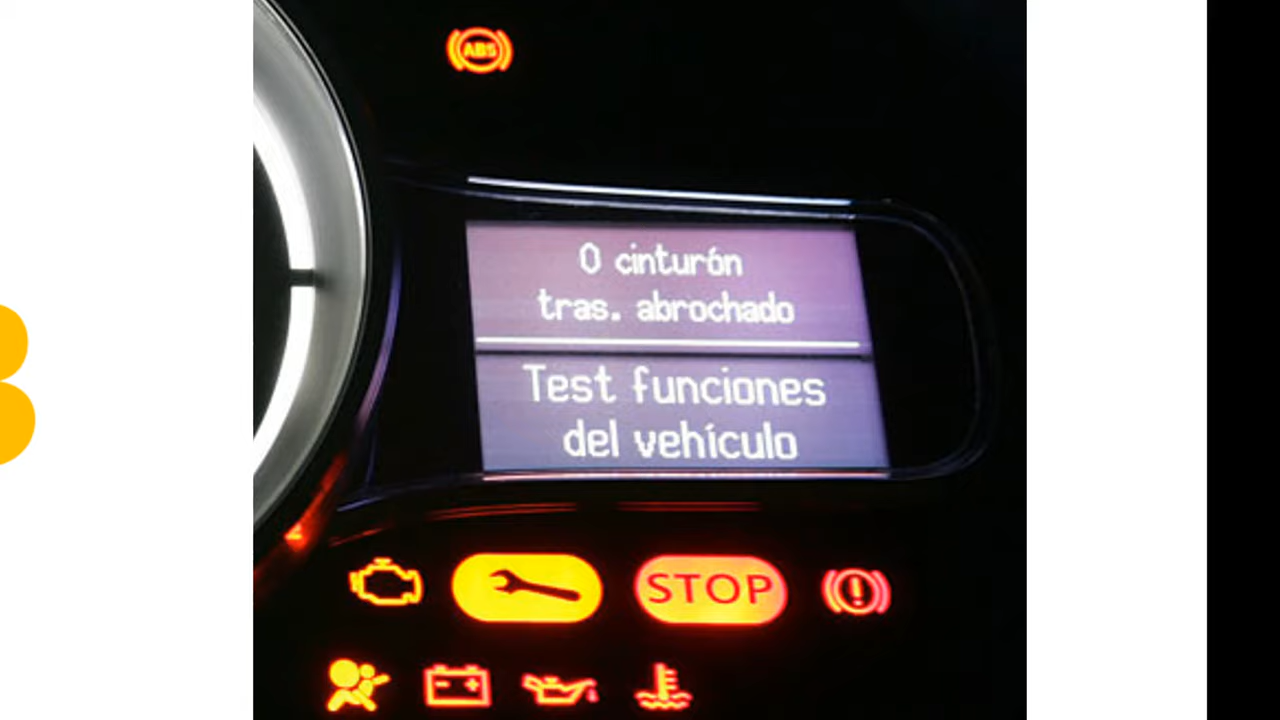 ABS
0 cinturón
tras. abrochado
Test funciones
del vehículo
STOP